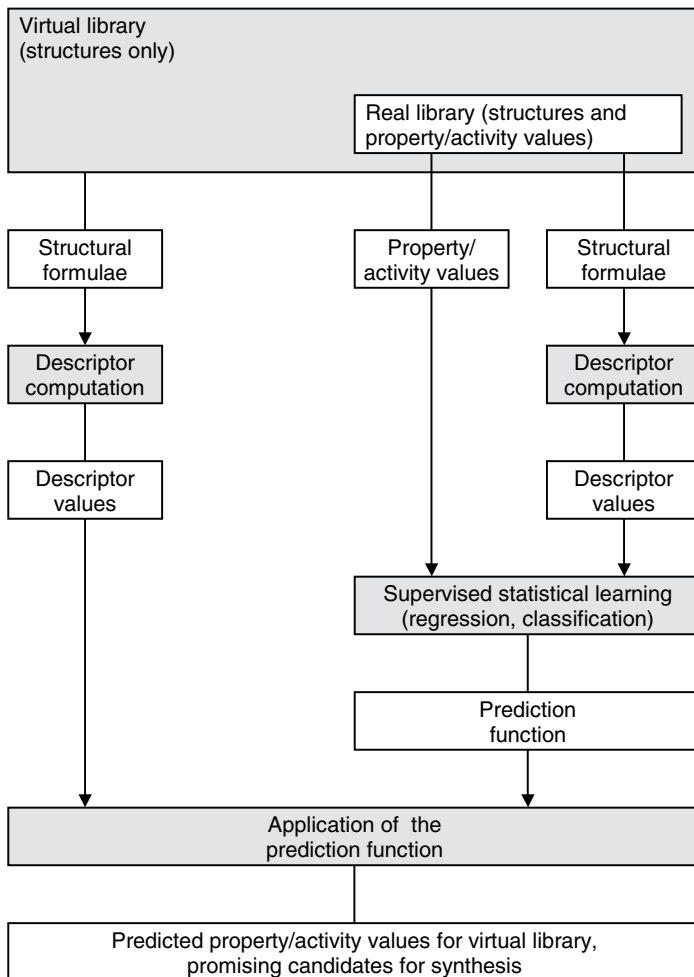 Virtual library
(structures only)
Real library (structures and
property/activity values)
Structural
formulae
Property/
activity values
Structural
formulae
Descriptor
computation
Descriptor
computation
Descriptor
values
Descriptor
values
Supervised statistical learning
(regression, classification)
Prediction
function
Application of the
prediction function
Predicted property/activity values for virtual library,
promising candidates for synthesis